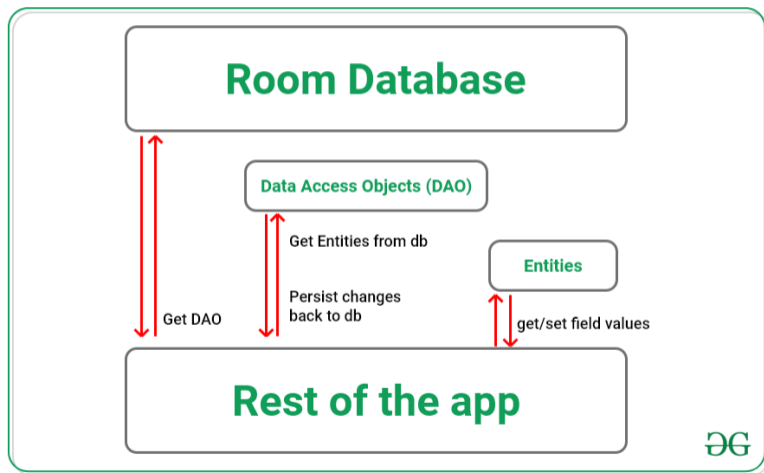 Room Database
Data Access Objects (DAO)
Get Entities from db
Entities
Persist changes
back to db
Get DAO
get/set field values
Rest of the app